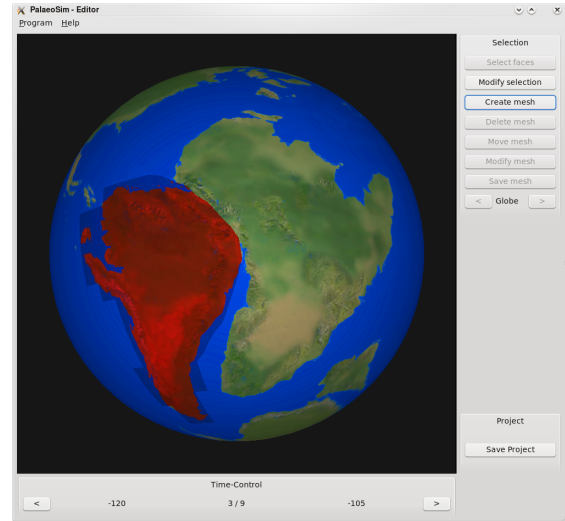 PalaeoSim - Editor
Program Help
Selection
Select faces
Modify selection
Create mesh
Delete mesh
Move mesh
Modify mesh
Save mesh
< Globe >
Project
Save Project
Time-Control
< -120 3 / 9 -105 >